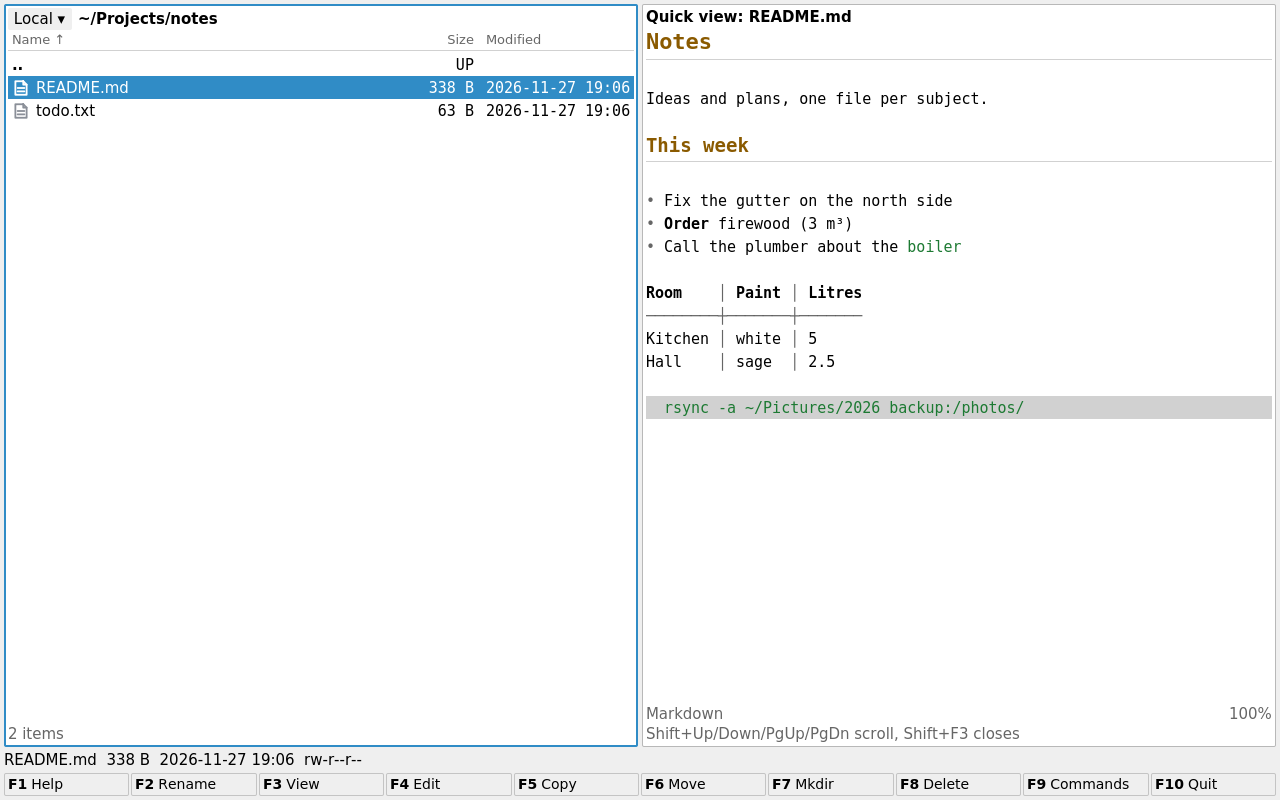 Local ▾ ~/Projects/notes
Name ↑ Size Modified
.. UP
README.md 338 B 2026-11-27 19:06
todo.txt 63 B 2026-11-27 19:06
2 items
Quick view: README.md
Notes
Ideas and plans, one file per subject.
This week
• Fix the gutter on the north side
• Order firewood (3 m³)
• Call the plumber about the boiler
Room │ Paint │ Litres
Kitchen │ white │ 5
Hall │ sage │ 2.5
rsync -a ~/Pictures/2026 backup:/photos/
Markdown 100%
Shift+Up/Down/PgUp/PgDn scroll, Shift+F3 closes
README.md 338 B 2026-11-27 19:06 rw-r--r--
F1 Help F2 Rename F3 View F4 Edit F5 Copy F6 Move F7 Mkdir F8 Delete F9 Commands F10 Quit